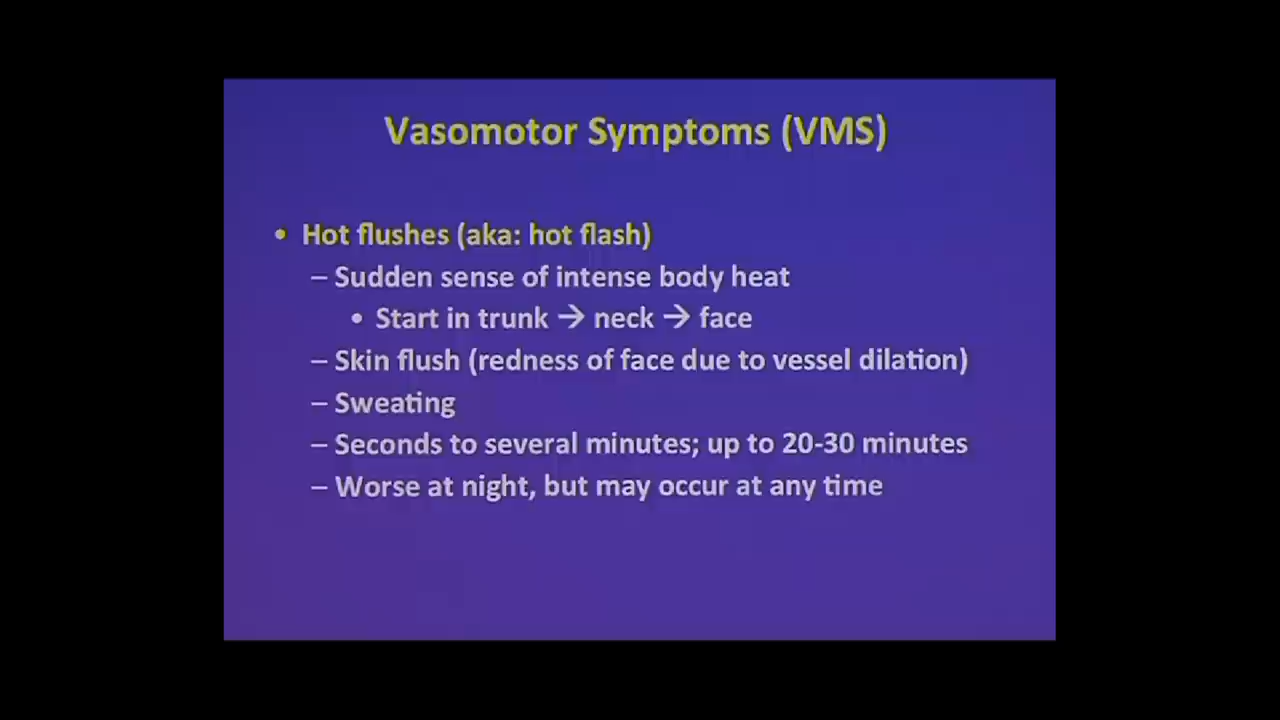 Vasomotor Symptoms (VMS)
• Hot flushes (aka: hot flash)
– Sudden sense of intense body heat
• Start in trunk → neck → face
– Skin flush (redness of face due to vessel dilation)
– Sweating
– Seconds to several minutes; up to 20-30 minutes
– Worse at night, but may occur at any time